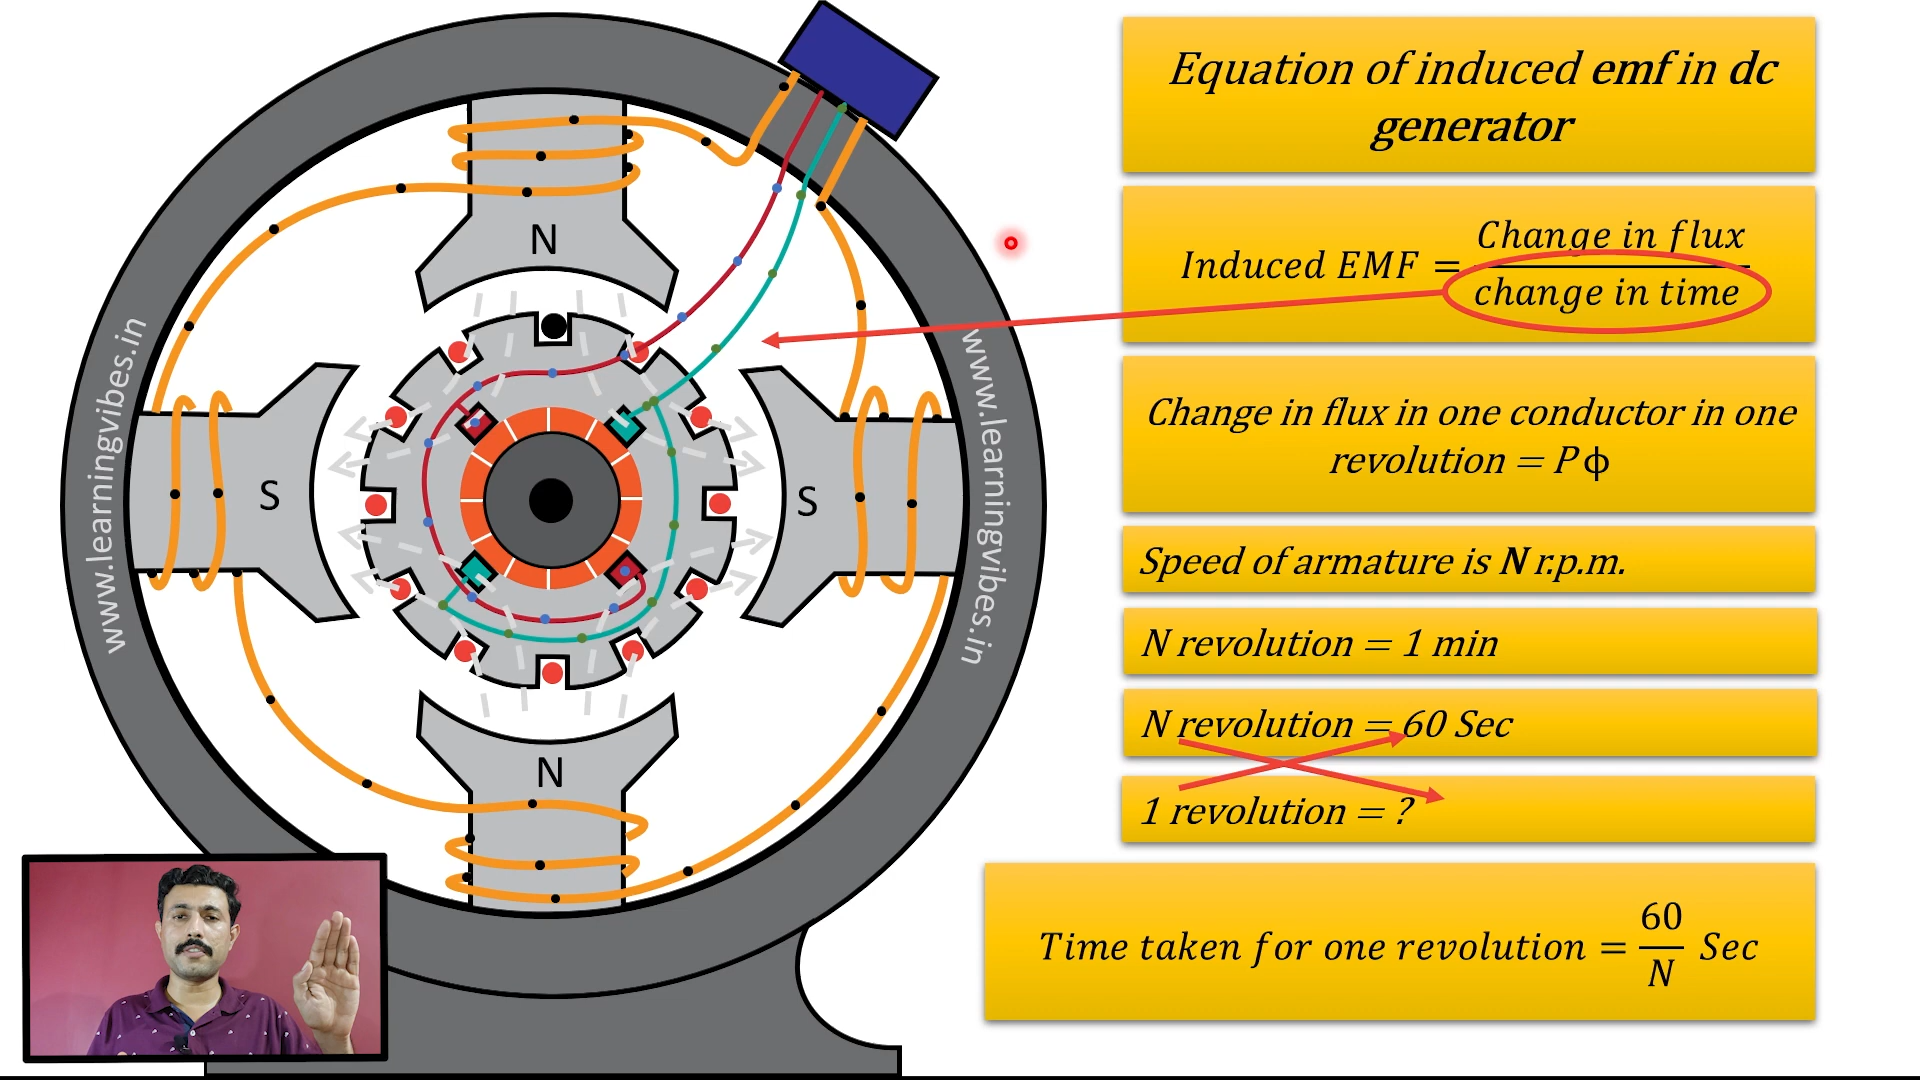 Equation of induced emf in dc
generator
Induced EMF = Change in flux
change in time
Change in flux in one conductor in one
revolution = P ϕ
Speed of armature is N r.p.m.
N revolution = 1 min
N revolution = 60 Sec
1 revolution = ?
Time taken for one revolution = 60/N Sec
N
S
S
N
www.learningvibes.in
www.learningvibes.in